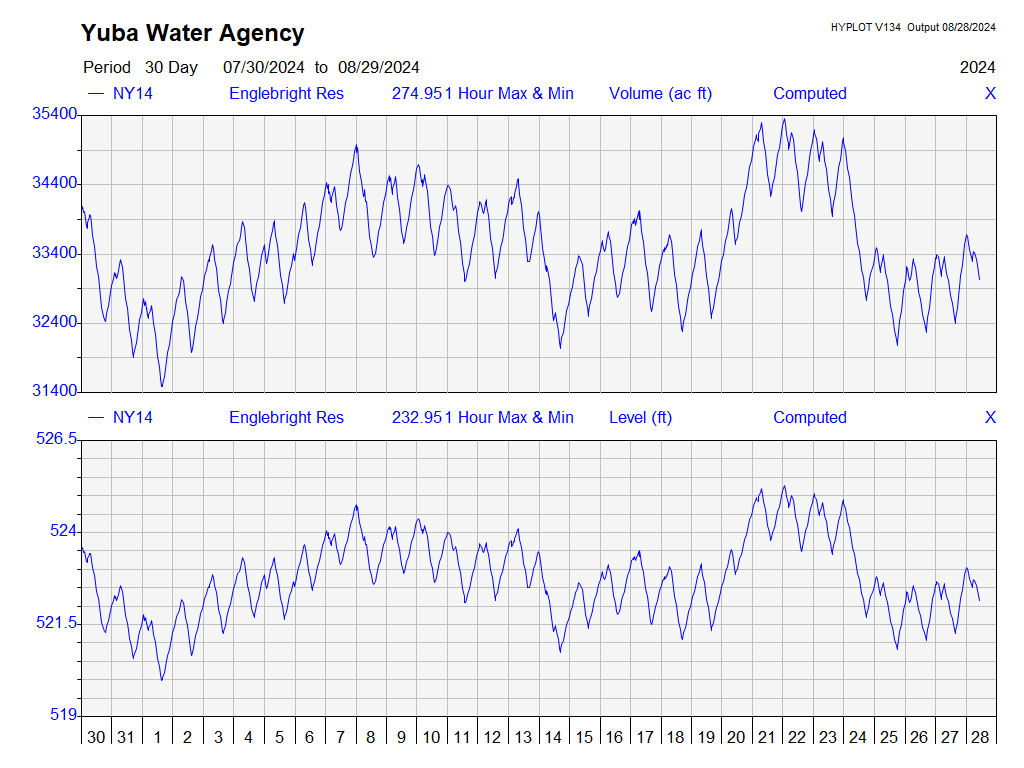 Yuba Water Agency
HYPLOT V134 Output 08/28/2024
Period 30 Day 07/30/2024 to 08/29/2024 2024
NY14 Englebright Res 274.951 Hour Max & Min Volume (ac ft) Computed X
35400
34400
33400
32400
31400
NY14 Englebright Res 232.951 Hour Max & Min Level (ft) Computed X
526.5
524
521.5
519
30 31 1 2 3 4 5 6 7 8 9 10 11 12 13 14 15 16 17 18 19 20 21 22 23 24 25 26 27 28